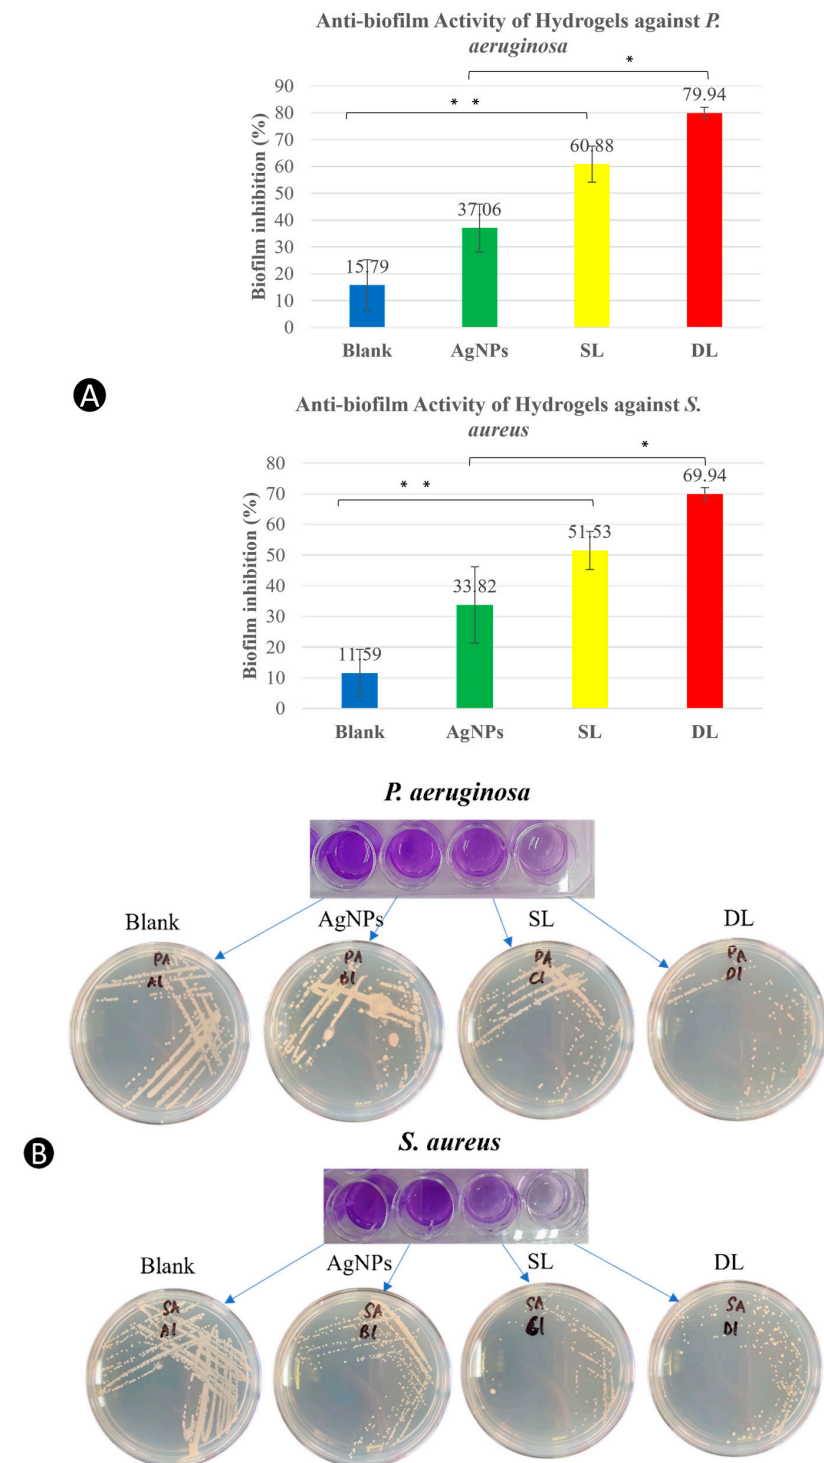 Anti-biofilm Activity of Hydrogels against P.
aeruginosa
*
* *
Biofilm inhibition (%)
90
80
70
60
50
40
30
20
10
0
15.79
37.06
60.88
79.94
Blank AgNPs SL DL
A
Anti-biofilm Activity of Hydrogels against S.
aureus
*
* *
Biofilm inhibition (%)
80
70
60
50
40
30
20
10
0
11.59
33.82
51.53
69.94
Blank AgNPs SL DL
P. aeruginosa
Blank AgNPs SL DL
PA PA PA PA
A1 B1 C1 D1
B
S. aureus
Blank AgNPs SL DL
SA SA SA SA
A1 B1 C1 D1